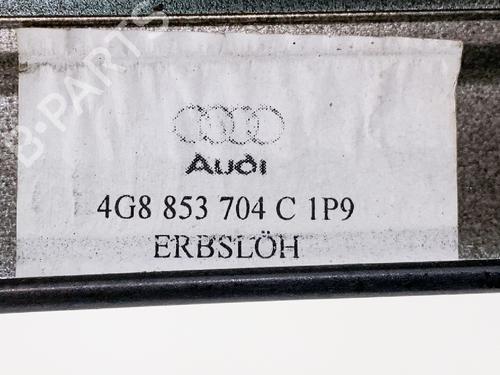 B-PARTS
Audi
4G8 853 704 C 1P9
ERBSLÖH